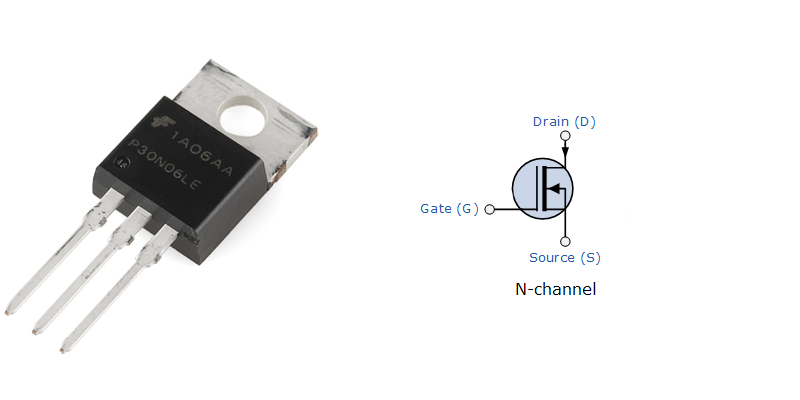 1A06AA
P30N06LE
Drain (D)
Gate (G)
Source (S)
N-channel